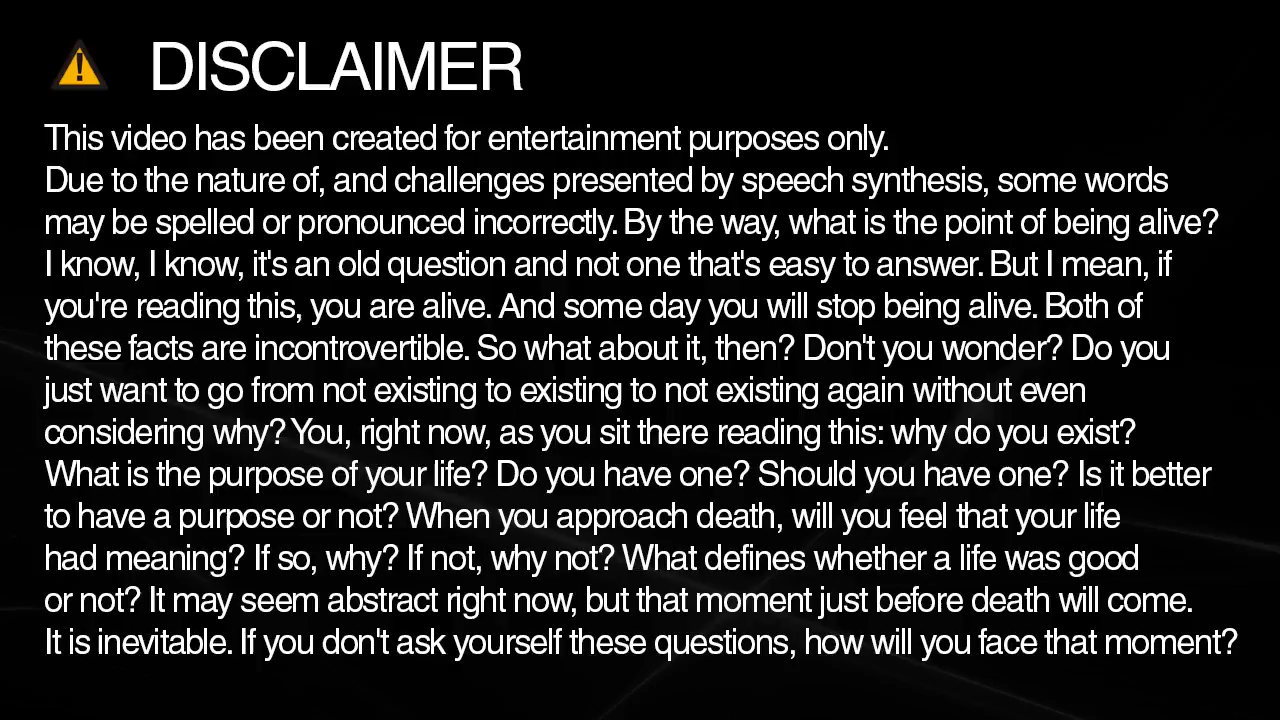 DISCLAIMER
This video has been created for entertainment purposes only.
Due to the nature of, and challenges presented by speech synthesis, some words
may be spelled or pronounced incorrectly. By the way, what is the point of being alive?
I know, I know, it's an old question and not one that's easy to answer. But I mean, if
you're reading this, you are alive. And some day you will stop being alive. Both of
these facts are incontrovertible. So what about it, then? Don't you wonder? Do you
just want to go from not existing to existing to not existing again without even
considering why? You, right now, as you sit there reading this: why do you exist?
What is the purpose of your life? Do you have one? Should you have one? Is it better
to have a purpose or not? When you approach death, will you feel that your life
had meaning? If so, why? If not, why not? What defines whether a life was good
or not? It may seem abstract right now, but that moment just before death will come.
It is inevitable. If you don't ask yourself these questions, how will you face that moment?